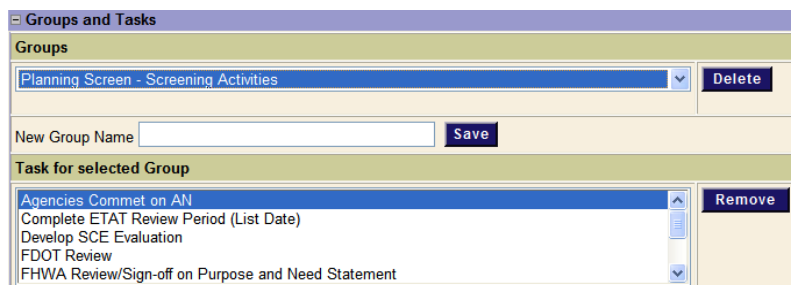 Groups and Tasks
Groups
Planning Screen - Screening Activities Delete
New Group Name Save
Task for selected Group
Agencies Commet on AN Remove
Complete ETAT Review Period (List Date)
Develop SCE Evaluation
FDOT Review
FHWA Review/Sign-off on Purpose and Need Statement